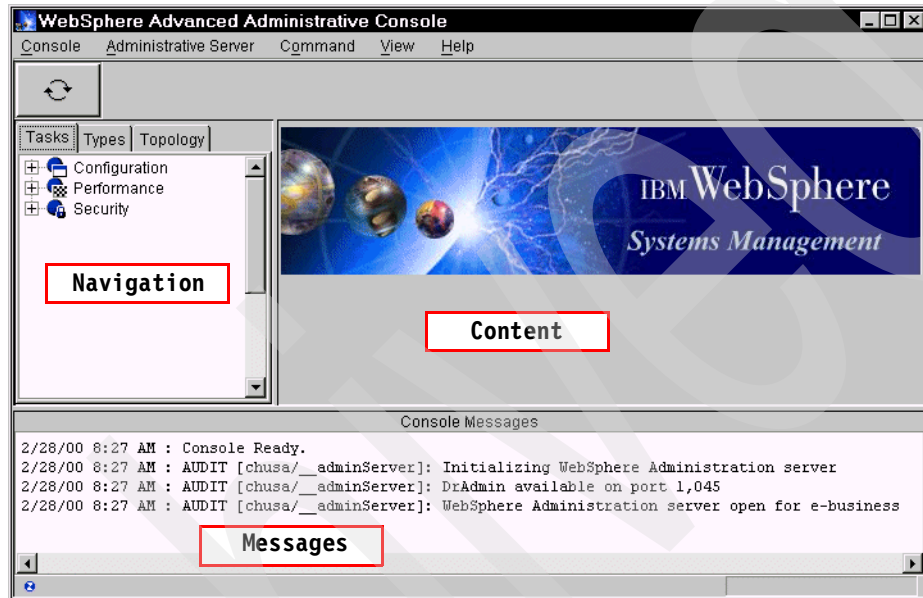 WebSphere Advanced Administrative Console
Console Administrative Server Command View Help
Tasks Types Topology
Configuration
Performance
Security
Navigation
IBM WebSphere
Systems Management
Content
Console Messages
2/28/00 8:27 AM : Console Ready.
2/28/00 8:27 AM : AUDIT [chusa/__adminServer]: Initializing WebSphere Administration server
2/28/00 8:27 AM : AUDIT [chusa/__adminServer]: DrAdmin available on port 1,045
2/28/00 8:27 AM : AUDIT [chusa/__adminServer]: WebSphere Administration server open for e-business
Messages